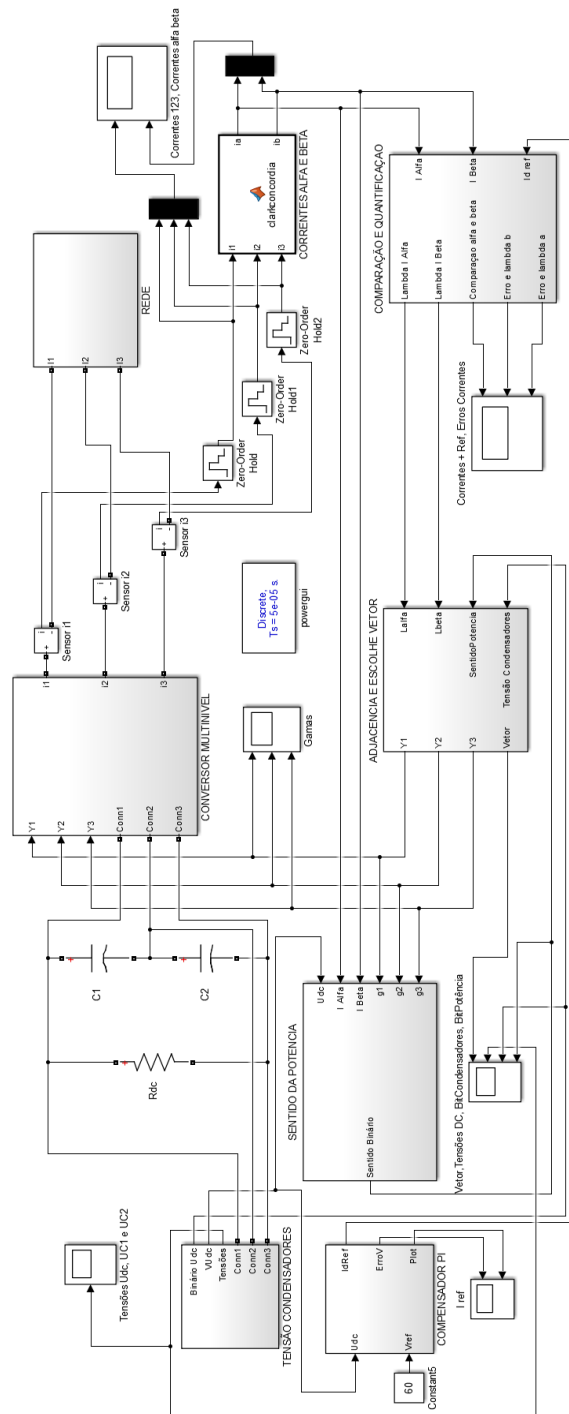 Tensões Udc, UC1 e UC2
Binário Udc
VUdc
Tensões
Conn1
Conn2
Conn3
TENSÃO CONDENSADORES
+
Rdc
+
C1
+
C2
Y1
Y2
Y3
Conn1
Conn2
Conn3
i1
i2
i3
CONVERSOR MULTINIVEL
+
i
-
Sensor i1
+
i
-
Sensor i2
+
i
-
Sensor i3
I1
I2
I3
REDE
Correntes 123, Correntes alfa beta
Zero-Order
Hold
Zero-Order
Hold1
Zero-Order
Hold2
i1
i2
i3
clarkconcordia
ia
ib
CORRENTES ALFA E BETA
Discrete,
Ts = 5e-05 s.
powergui
Gamas
SENTIDO DA POTENCIA
Sentido Binário
Udc
I Alfa
I Beta
g1
g2
g3
60
Constant5
Udc
Vref
IdRef
ErroV
Plot
COMPENSADOR PI
I ref
Vetor,Tensões DC, BitCondensadores, BitPotência
ADJACENCIA E ESCOLHE VETOR
Y1
Y2
Y3
Vetor
Lalfa
Lbeta
SentidoPotencia
Tensão Condensadores
Correntes + Ref, Erros Correntes
COMPARAÇÃO E QUANTIFICAÇÃO
Lambda I Alfa
Lambda I Beta
Comparaçao alfa e beta
Erro e lambda b
Erro e lambda a
I Alfa
I Beta
Id ref